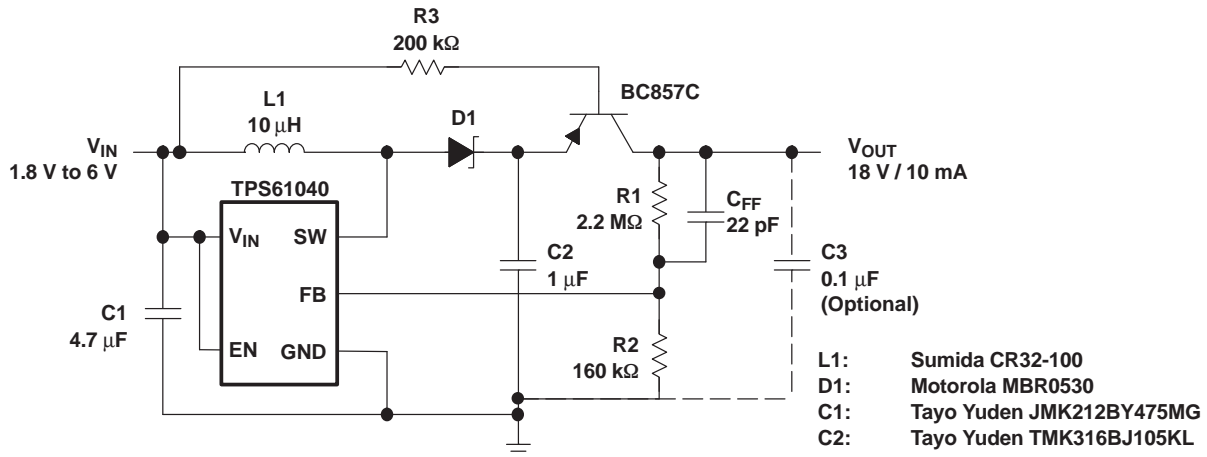 R3
200 kΩ
BC857C
L1
10 μH
D1
VIN
1.8 V to 6 V
VOUT
18 V / 10 mA
TPS61040
VIN
SW
R1
2.2 MΩ
CFF
22 pF
C2
1 μF
C3
0.1 μF
(Optional)
FB
C1
4.7 μF
EN
GND
R2
160 kΩ
L1: Sumida CR32-100
D1: Motorola MBR0530
C1: Tayo Yuden JMK212BY475MG
C2: Tayo Yuden TMK316BJ105KL